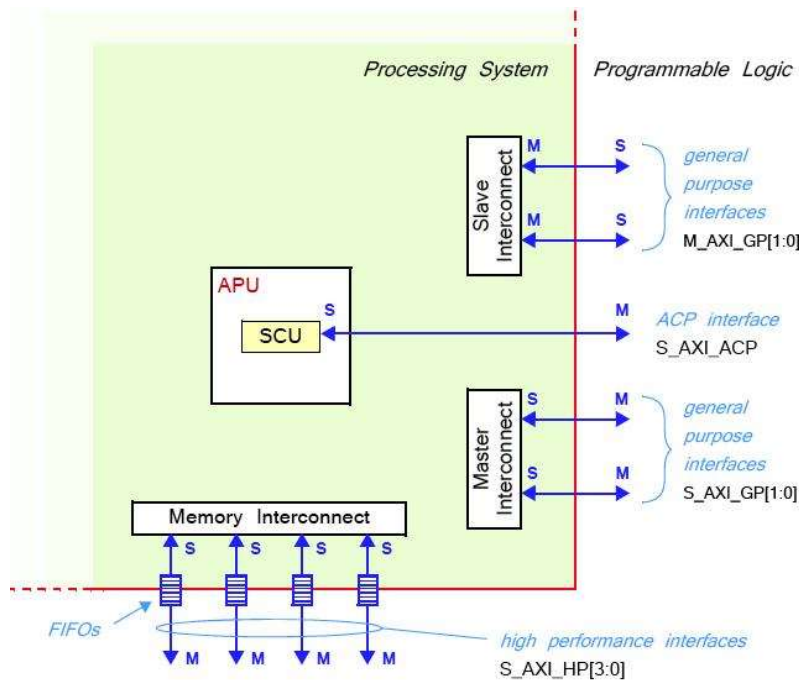 Processing System
Programmable Logic
M
S
general
purpose
interfaces
M_AXI_GP[1:0]
Slave
Interconnect
M
S
APU
SCU
S
M
ACP interface
S_AXI_ACP
Master
Interconnect
S
M
S
M
general
purpose
interfaces
S_AXI_GP[1:0]
Memory Interconnect
S
S
S
S
FIFOs
M
M
M
M
high performance interfaces
S_AXI_HP[3:0]